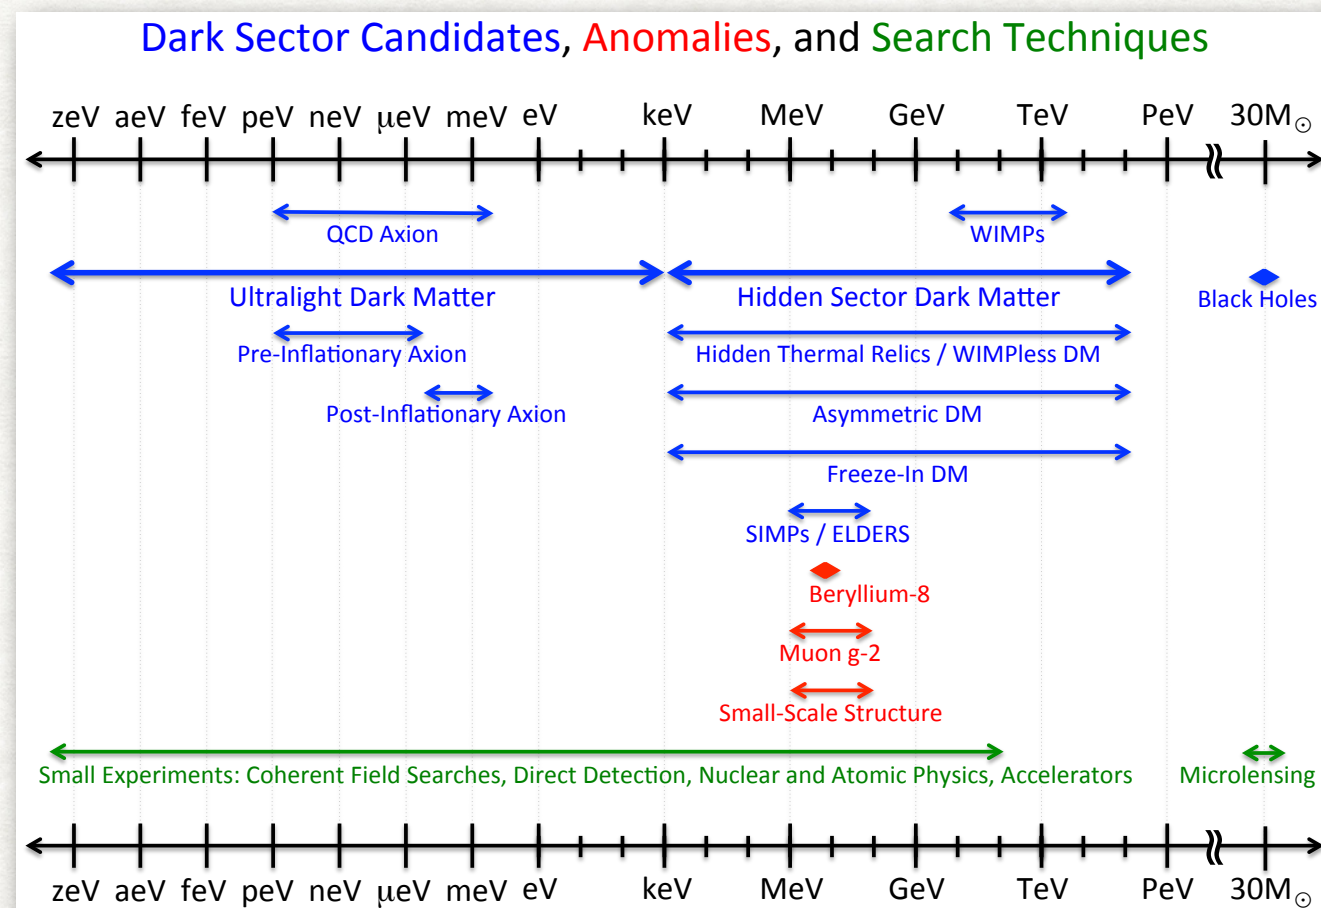 Dark Sector Candidates, Anomalies, and Search Techniques
zeV aeV feV peV neV μeV meV eV keV MeV GeV TeV PeV 30M☉
QCD Axion WIMPs
Ultralight Dark Matter Hidden Sector Dark Matter Black Holes
Pre-Inflationary Axion Hidden Thermal Relics / WIMPless DM
Post-Inflationary Axion Asymmetric DM
Freeze-In DM
SIMPs / ELDERS
Beryllium-8
Muon g-2
Small-Scale Structure
Small Experiments: Coherent Field Searches, Direct Detection, Nuclear and Atomic Physics, Accelerators Microlensing
zeV aeV feV peV neV μeV meV eV keV MeV GeV TeV PeV 30M☉